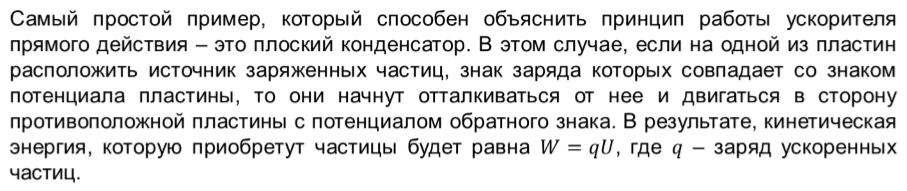 Самый простой пример, который способен объяснить принцип работы ускорителя
прямого действия – это плоский конденсатор. В этом случае, если на одной из пластин
расположить источник заряженных частиц, знак заряда которых совпадает со знаком
потенциала пластины, то они начнут отталкиваться от нее и двигаться в сторону
противоположной пластины с потенциалом обратного знака. В результате, кинетическая
энергия, которую приобретут частицы будет равна W = qU, где q – заряд ускоренных
частиц.